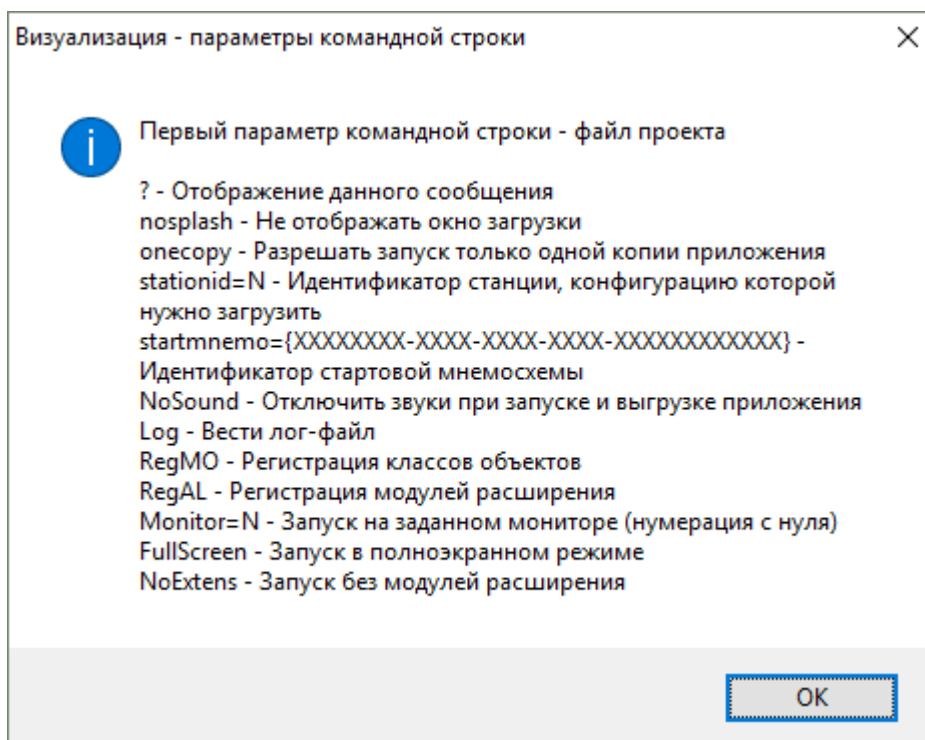 Визуализация - параметры командной строки
Первый параметр командной строки - файл проекта
? - Отображение данного сообщения
nosplash - Не отображать окно загрузки
onecopy - Разрешать запуск только одной копии приложения
stationid=N - Идентификатор станции, конфигурацию которой
нужно загрузить
startmnemo={XXXXXXXX-XXXX-XXXX-XXXX-XXXXXXXXXXXX} -
Идентификатор стартовой мнемосхемы
NoSound - Отключить звуки при запуске и выгрузке приложения
Log - Вести лог-файл
RegMO - Регистрация классов объектов
RegAL - Регистрация модулей расширения
Monitor=N - Запуск на заданном мониторе (нумерация с нуля)
FullScreen - Запуск в полноэкранном режиме
NoExtens - Запуск без модулей расширения
OK